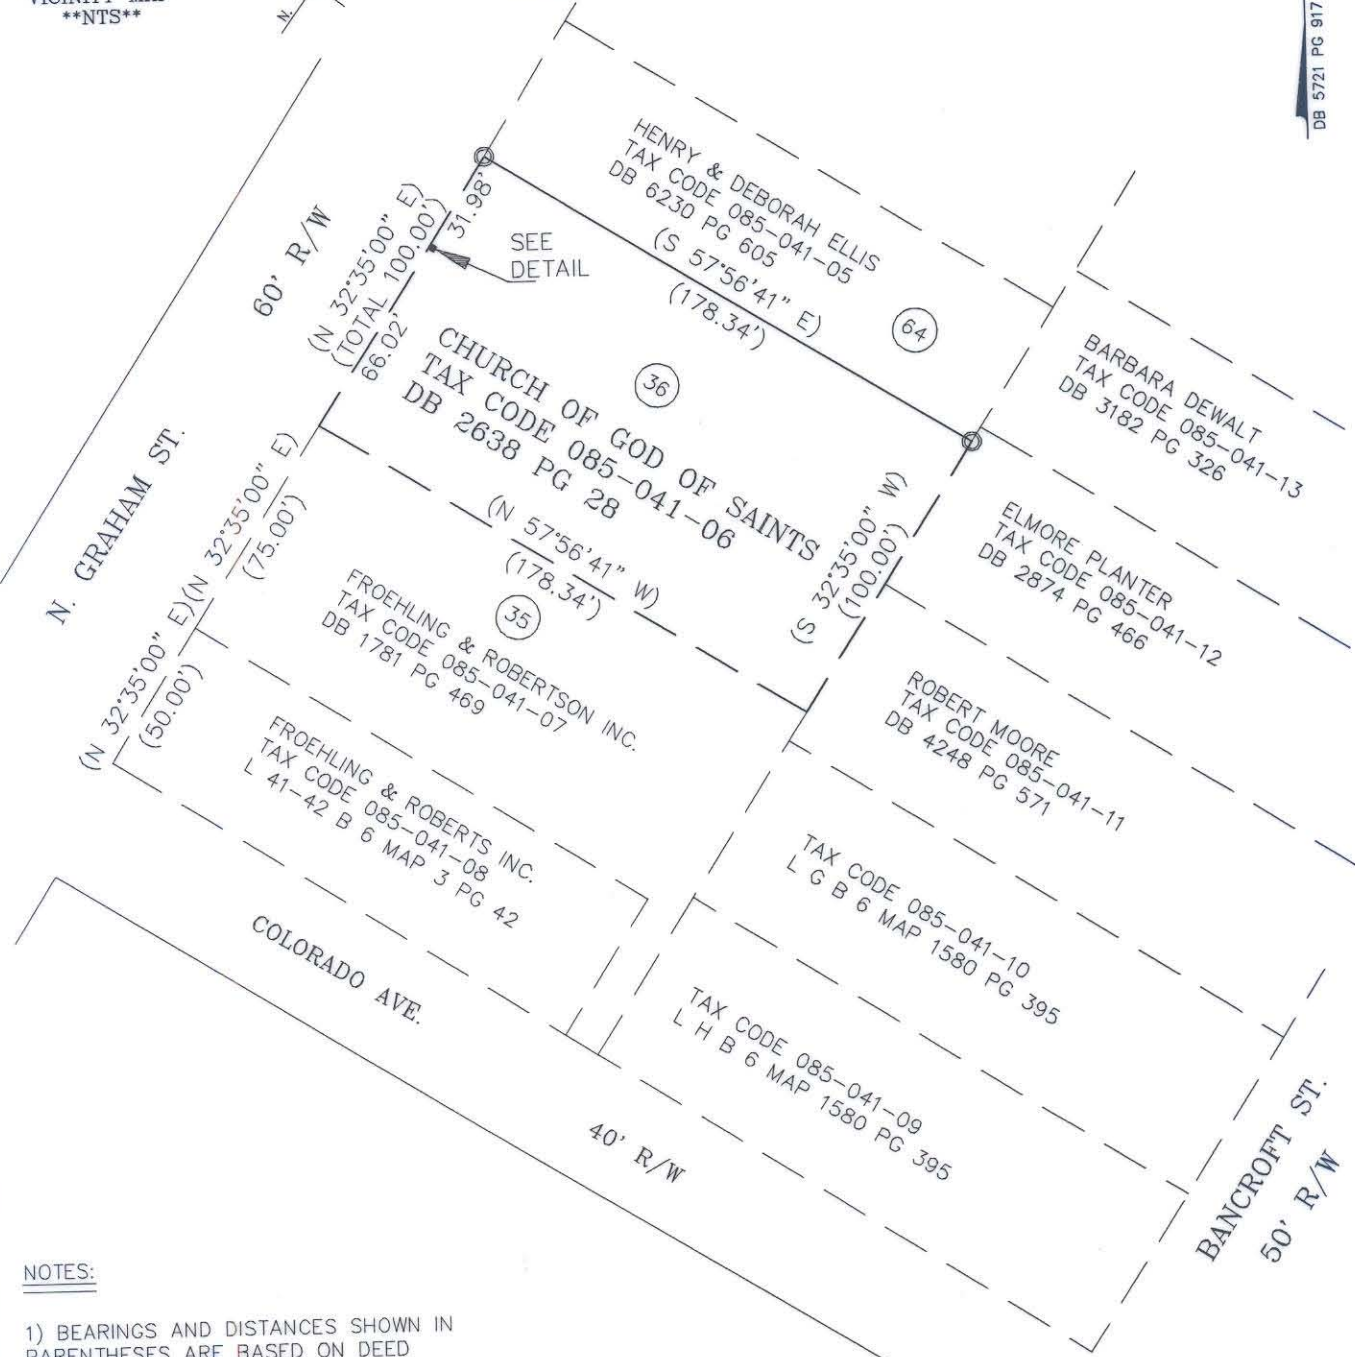 **NTS**
N.
DB 5721 PG 917
HENRY & DEBORAH ELLIS
TAX CODE 085-041-05
DB 6230 PG 605
(S 57°56'41" E)
(178.34')
64
31.98'
SEE
DETAIL
(N 32°35'00" E)
(TOTAL 100.00')
66.02'
60' R/W
N. GRAHAM ST.
36
CHURCH OF GOD OF SAINTS
TAX CODE 085-041-06
DB 2638 PG 28
(S 32°35'00" W)
(100.00')
BARBARA DEWALT
TAX CODE 085-041-13
DB 3182 PG 326
ELMORE PLANTER
TAX CODE 085-041-12
DB 2874 PG 466
(N 57°56'41" W)
(178.34')
35
(N 32°35'00" E)
(75.00')
FROEHLING & ROBERTSON INC.
TAX CODE 085-041-07
DB 1781 PG 469
ROBERT MOORE
TAX CODE 085-041-11
DB 4248 PG 571
(N 32°35'00" E)
(50.00')
FROEHLING & ROBERTS INC.
TAX CODE 085-041-08
L 41-42 B 6 MAP 3 PG 42
TAX CODE 085-041-10
L G B 6 MAP 1580 PG 395
TAX CODE 085-041-09
L H B 6 MAP 1580 PG 395
COLORADO AVE.
40' R/W
BANCROFT ST.
50' R/W
NOTES:
1) BEARINGS AND DISTANCES SHOWN IN
PARENTHESES ARE BASED ON DEED